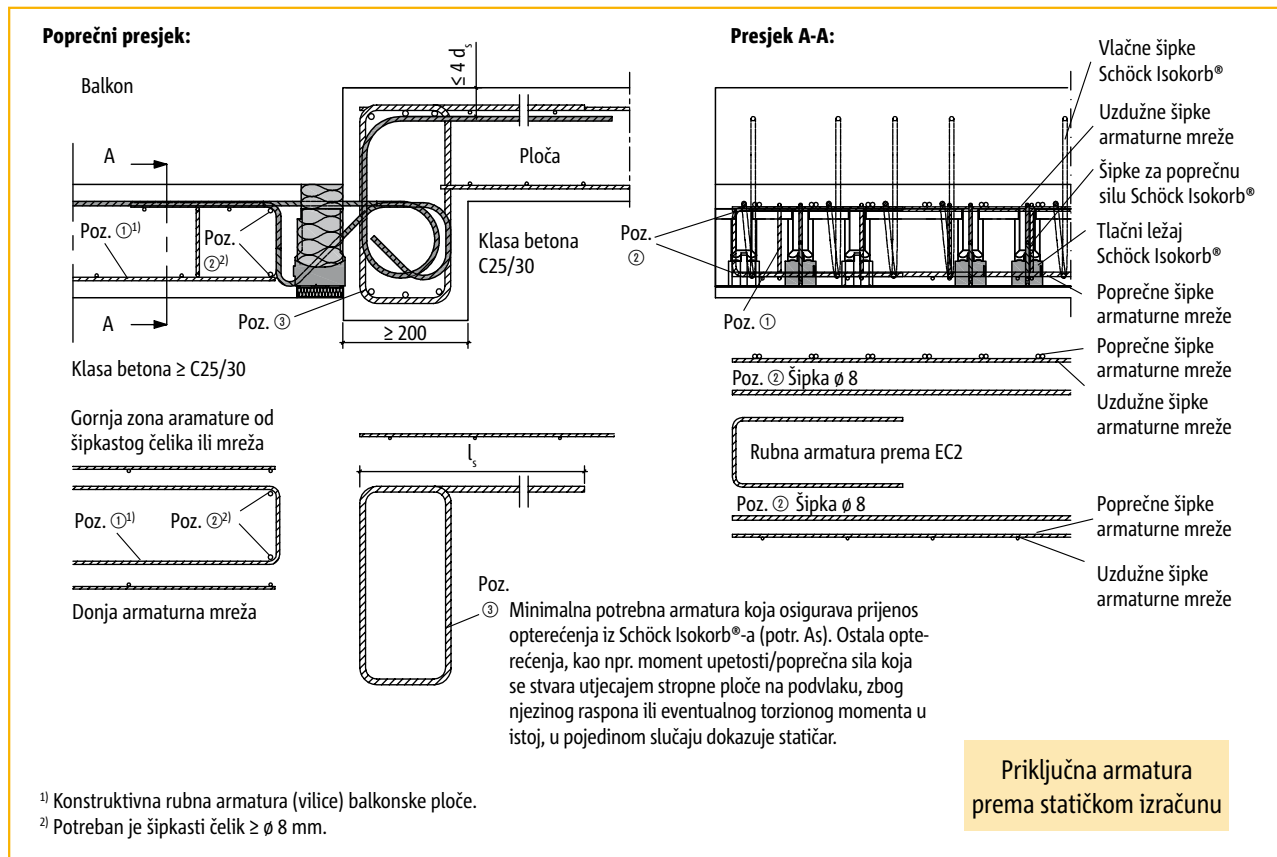 Poprečni presjek:
Balkon
A
A
Poz. ①¹⁾
Poz.
②²⁾
≤ 4 dₛ
Ploča
Klasa betona
C25/30
Poz. ③
≥ 200
Klasa betona ≥ C25/30
Presjek A-A:
Poz.
②
Poz. ①
Vlačne šipke
Schöck Isokorb®
Uzdužne šipke
armaturne mreže
Šipke za poprečnu
silu Schöck Isokorb®
Tlačni ležaj
Schöck Isokorb®
Poprečne šipke
armaturne mreže
Poprečne šipke
armaturne mreže
Uzdužne šipke
armaturne mreže
Poz. ② Šipka ø 8
Rubna armatura prema EC2
Poz. ② Šipka ø 8
Poprečne šipke
armaturne mreže
Uzdužne šipke
armaturne mreže
Gornja zona aramature od
šipkastog čelika ili mreža
Poz. ①¹⁾
Poz. ②²⁾
Donja armaturna mreža
lₛ
Poz.
③ Minimalna potrebna armatura koja osigurava prijenos
opterećenja iz Schöck Isokorb®-a (potr. As). Ostala opte-
rećenja, kao npr. moment upetosti/poprečna sila koja
se stvara utjecajem stropne ploče na podvlaku, zbog
njezinog raspona ili eventualnog torzionog momenta u
istoj, u pojedinom slučaju dokazuje statičar.
Priključna armatura
prema statičkom izračunu
¹⁾ Konstruktivna rubna armatura (vilice) balkonske ploče.
²⁾ Potreban je šipkasti čelik ≥ ø 8 mm.